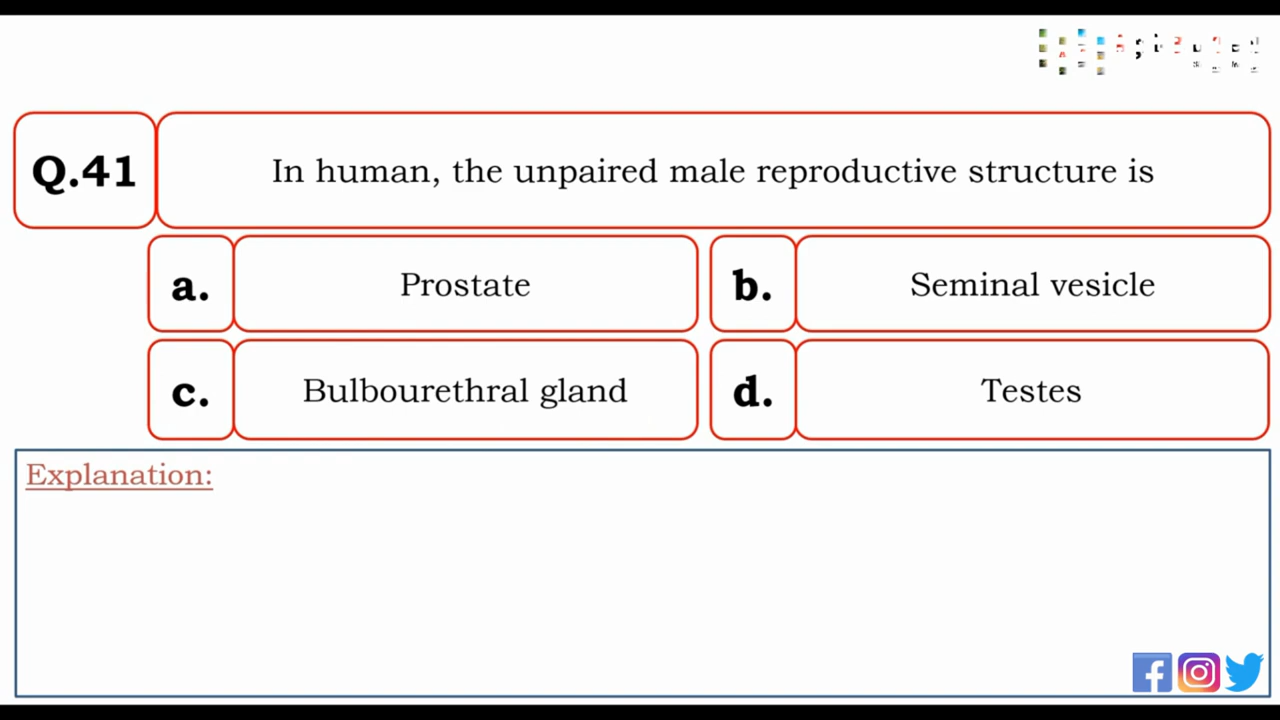 Q.41
In human, the unpaired male reproductive structure is
a.
Prostate
b.
Seminal vesicle
c.
Bulbourethral gland
d.
Testes
Explanation: